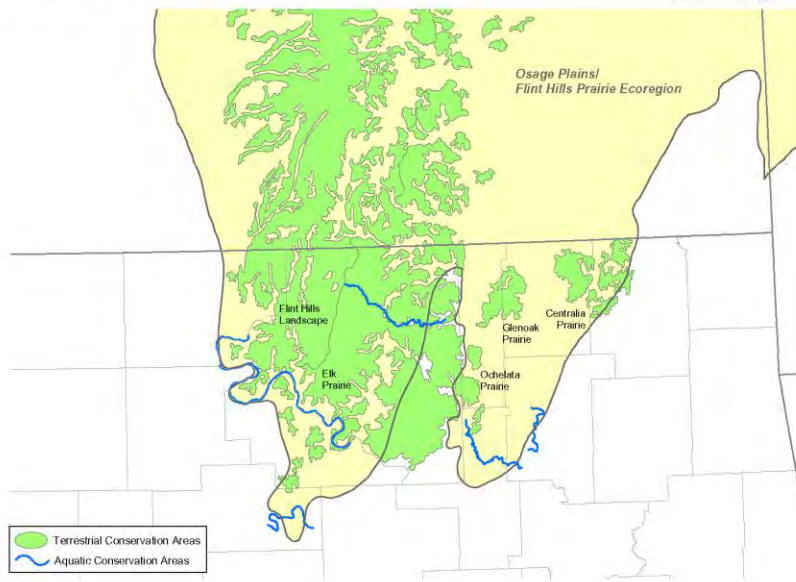 Osage Plains/
Flint Hills Prairie Ecoregion
Flint Hills
Landscape
Centralia
Prairie
Glenoak
Prairie
Elk
Prairie
Ochelata
Prairie
Terrestrial Conservation Areas
Aquatic Conservation Areas